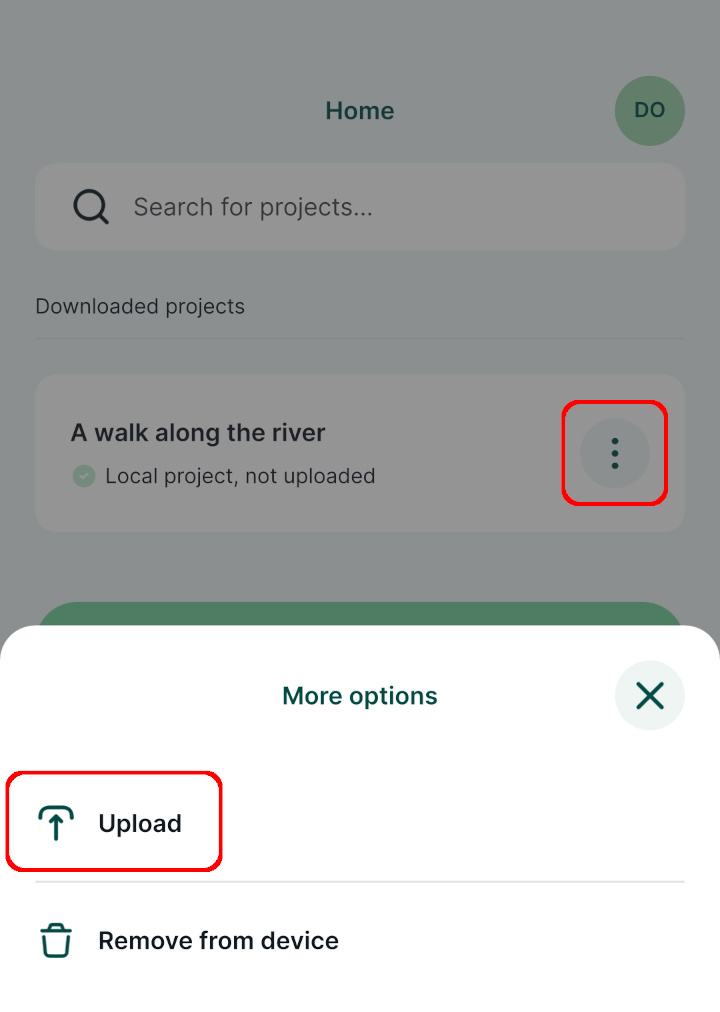 Home
DO
Search for projects...
Downloaded projects
A walk along the river
Local project, not uploaded
More options
Upload
Remove from device